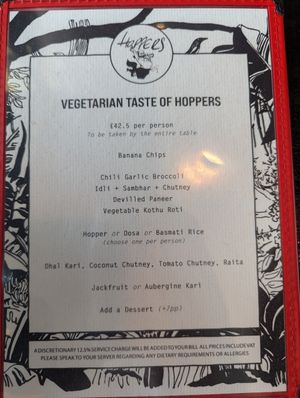 HOPPERS
VEGETARIAN TASTE OF HOPPERS
£42.5 per person
To be taken by the entire table
Banana Chips
Chili Garlic Broccoli
Idli + Sambhar + Chutney
Devilled Paneer
Vegetable Kothu Roti
Hopper or Dosa or Basmati Rice
(choose one per person)
Dhal Kari, Coconut Chutney, Tomato Chutney, Raita
Jackfruit or Aubergine Kari
Add a Dessert (+7pp)
A DISCRETIONARY 12.5% SERVICE CHARGE WILL BE ADDED TO YOUR BILL. ALL PRICES INCLUDE VAT
PLEASE SPEAK TO YOUR SERVER REGARDING ANY DIETARY REQUIREMENTS OR ALLERGIES